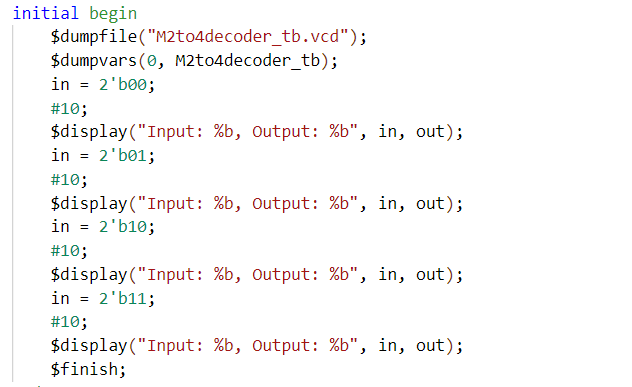 initial begin
$dumpfile("M2to4decoder_tb.vcd");
$dumpvars(0, M2to4decoder_tb);
in = 2'b00;
#10;
$display("Input: %b, Output: %b", in, out);
in = 2'b01;
#10;
$display("Input: %b, Output: %b", in, out);
in = 2'b10;
#10;
$display("Input: %b, Output: %b", in, out);
in = 2'b11;
#10;
$display("Input: %b, Output: %b", in, out);
$finish;